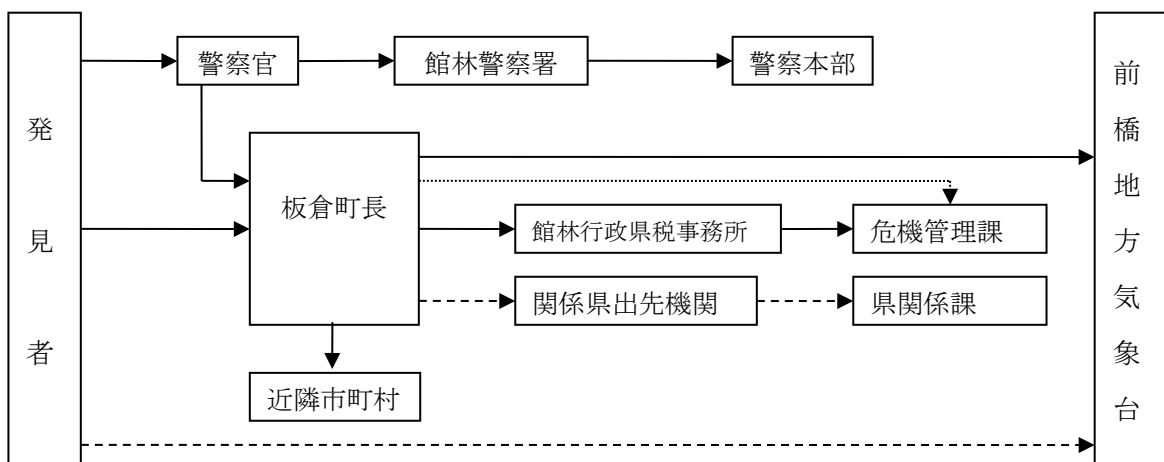 発見者
警察官
館林警察署
警察本部
前橋地方気象台
板倉町長
館林行政県税事務所
危機管理課
関係県出先機関
県関係課
近隣市町村